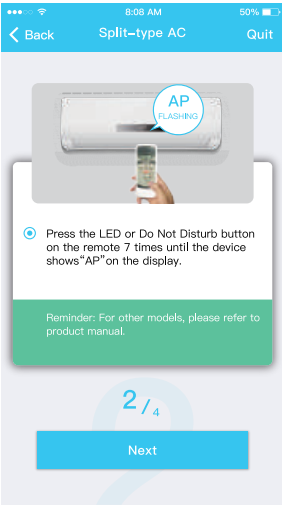 8:08 AM
50%
Back
Split-type AC
Quit
AP
FLASHING
Press the LED or Do Not Disturb button
on the remote 7 times until the device
shows“AP”on the display.
Reminder: For other models, please refer to
product manual.
2/4
Next